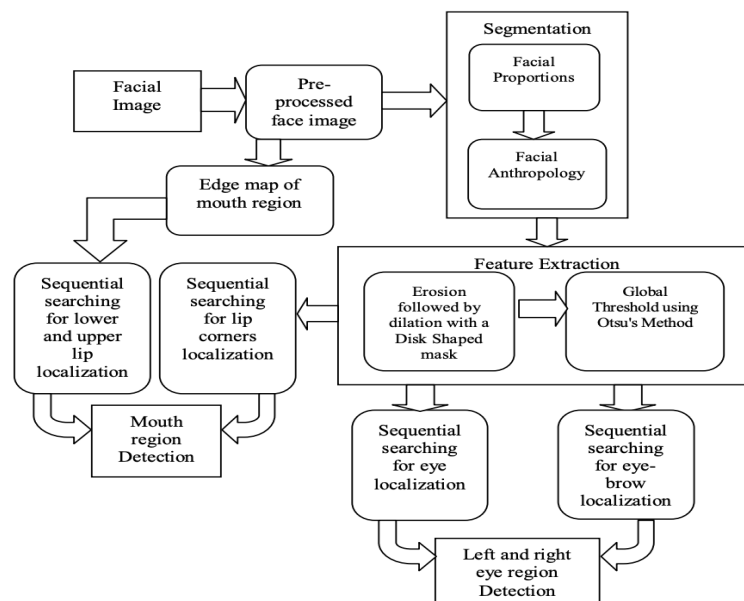 Segmentation
Facial
Proportions
Facial
Image
Pre-
processed
face image
Facial
Anthropology
Edge map of
mouth region
Feature Extraction
Sequential
searching
for lower
and upper
lip
localization
Sequential
searching
for lip
corners
localization
Erosion
followed by
dilation with a
Disk Shaped
mask
Global
Threshold using
Otsu's Method
Mouth
region
Detection
Sequential
searching
for eye
localization
Sequential
searching
for eye-
brow
localization
Left and right
eye region
Detection